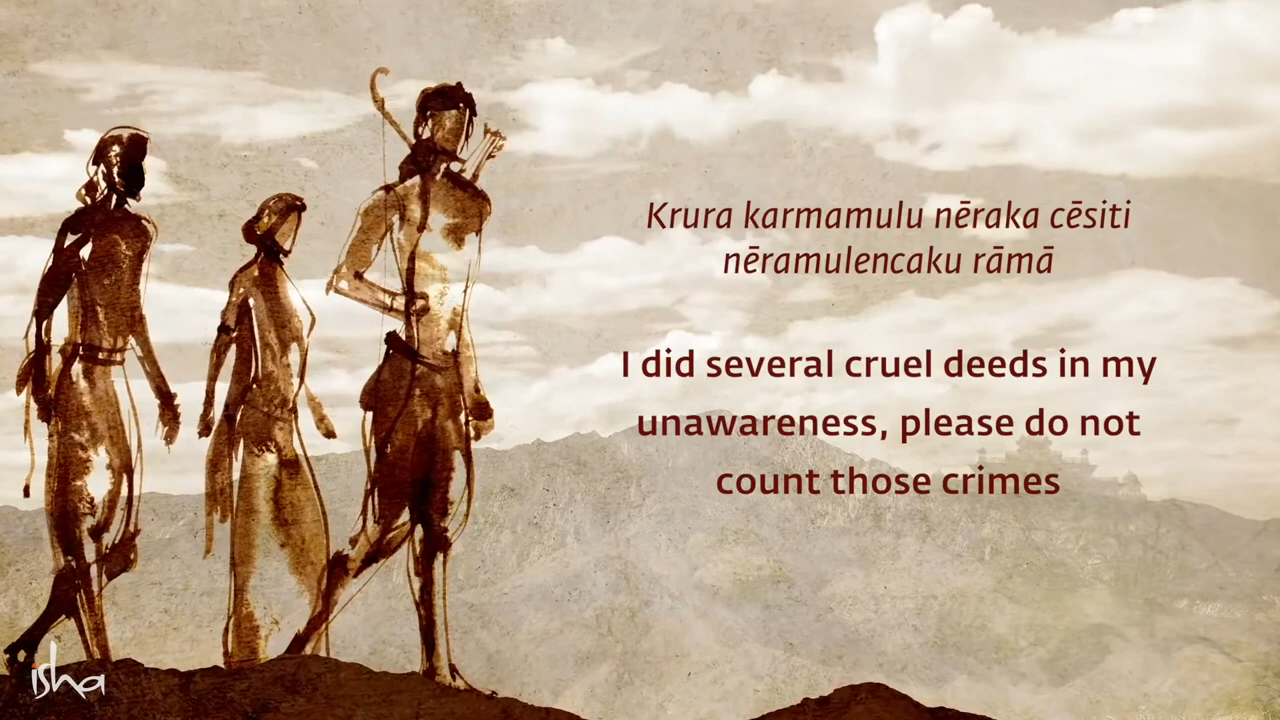 Krura karmamulu nēraka cēsiti
nēramulencaku rāmā
I did several cruel deeds in my
unawareness, please do not
count those crimes
isha